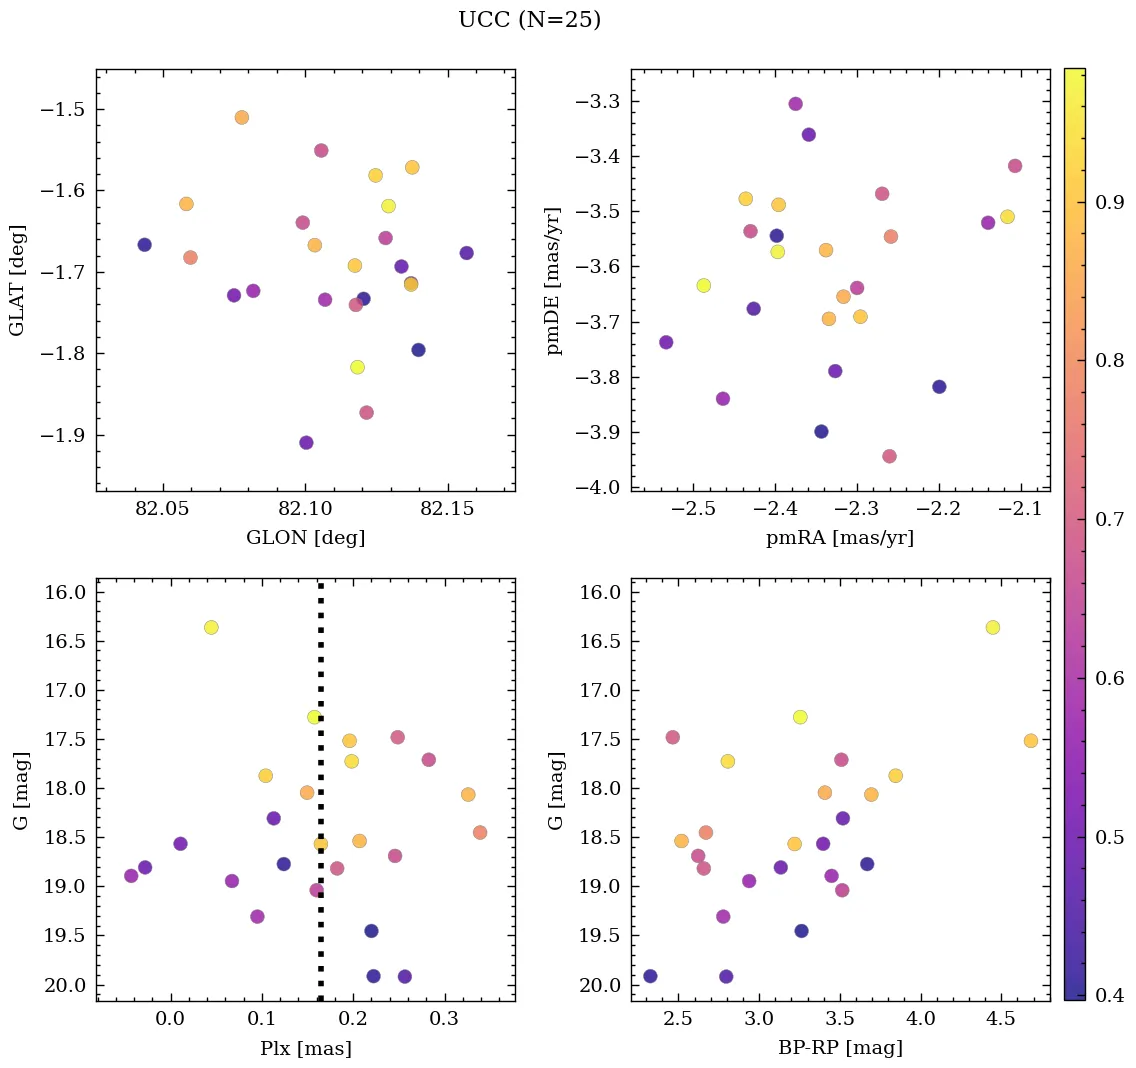 UCC (N=25)
−1.5
−1.6
−1.7
−1.8
−1.9
GLAT [deg]
82.05 82.10 82.15
GLON [deg]
−3.3
−3.4
−3.5
−3.6
−3.7
−3.8
−3.9
−4.0
pmDE [mas/yr]
−2.5 −2.4 −2.3 −2.2 −2.1
pmRA [mas/yr]
16.0
16.5
17.0
17.5
18.0
18.5
19.0
19.5
20.0
G [mag]
0.0 0.1 0.2 0.3
Plx [mas]
16.0
16.5
17.0
17.5
18.0
18.5
19.0
19.5
20.0
G [mag]
2.5 3.0 3.5 4.0 4.5
BP-RP [mag]
0.9
0.8
0.7
0.6
0.5
0.4